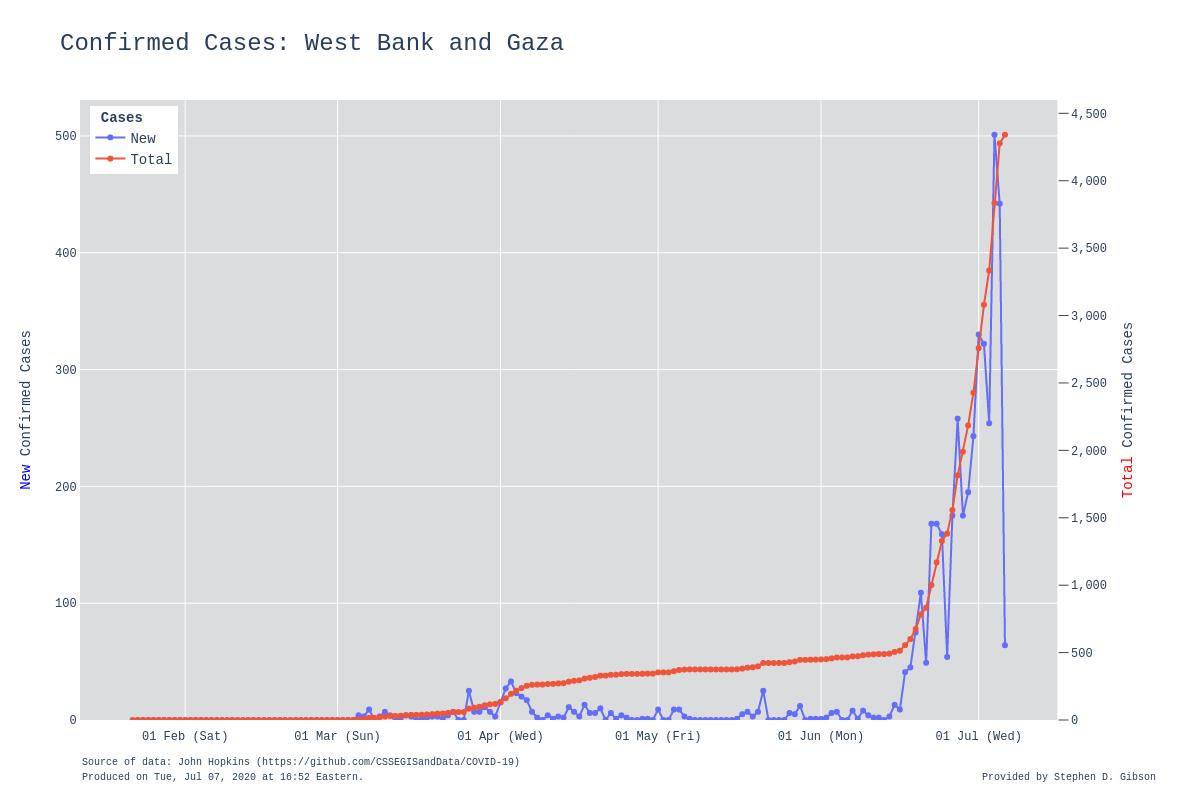 Confirmed Cases: West Bank and Gaza
Cases
New
Total
500
400
300
200
100
0
New Confirmed Cases
4,500
4,000
3,500
3,000
2,500
2,000
1,500
1,000
500
0
Total Confirmed Cases
01 Feb (Sat)
01 Mar (Sun)
01 Apr (Wed)
01 May (Fri)
01 Jun (Mon)
01 Jul (Wed)
Source of data: John Hopkins (https://github.com/CSSEGISandData/COVID-19)
Produced on Tue, Jul 07, 2020 at 16:52 Eastern.
Provided by Stephen D. Gibson